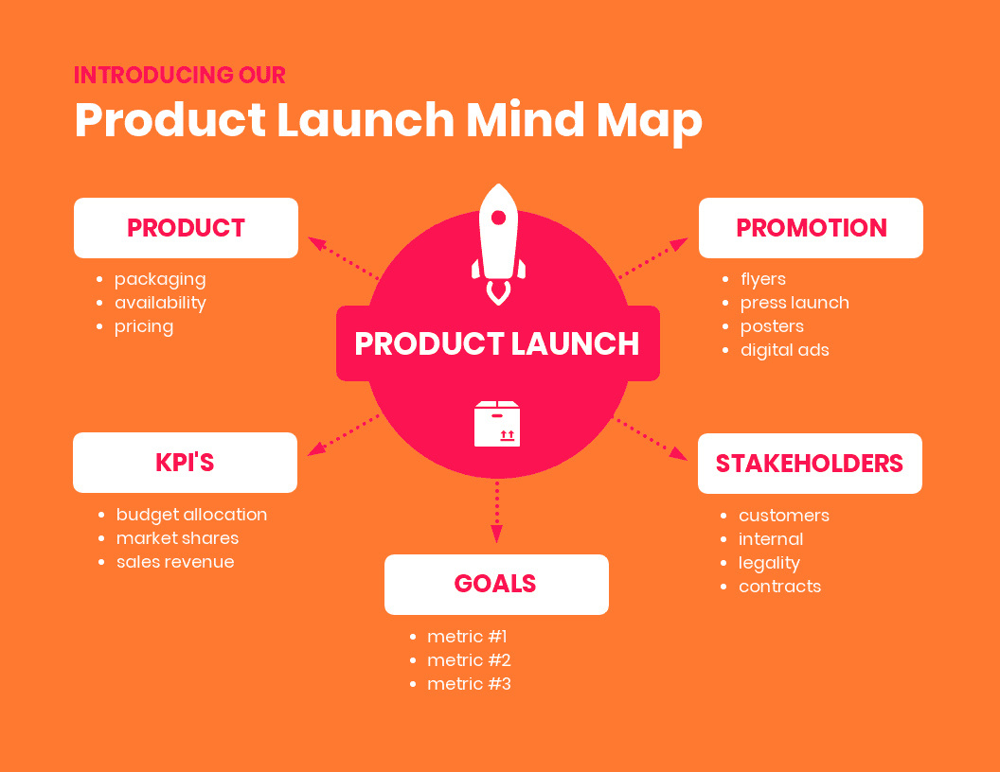 INTRODUCING OUR
Product Launch Mind Map
PRODUCT
packaging
availability
pricing
PROMOTION
flyers
press launch
posters
digital ads
PRODUCT LAUNCH
KPI'S
budget allocation
market shares
sales revenue
STAKEHOLDERS
customers
internal
legality
contracts
GOALS
metric #1
metric #2
metric #3